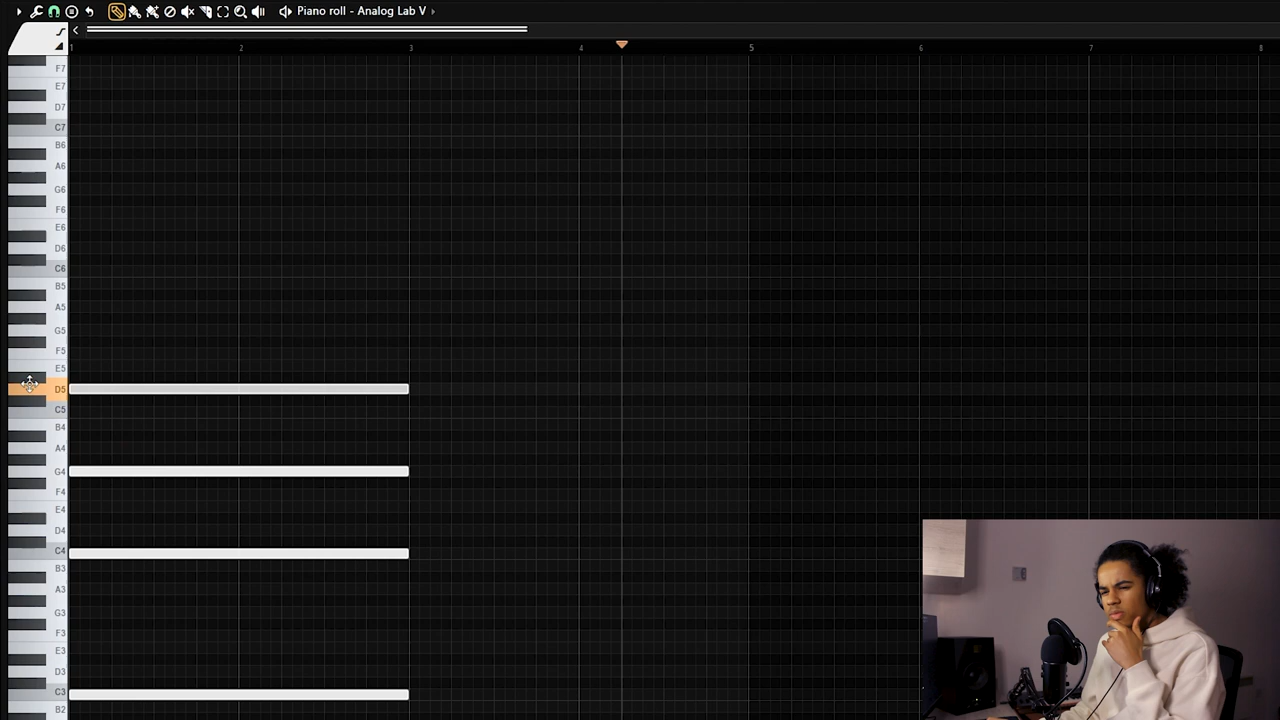 Piano roll - Analog Lab V
1 2 3 4 5 6 7 8
F7
E7
D7
C7
B6
A6
G6
F6
E6
D6
C6
B5
A5
G5
F5
E5
D5
C5
B4
A4
G4
F4
E4
D4
C4
B3
A3
G3
F3
E3
D3
C3
B2